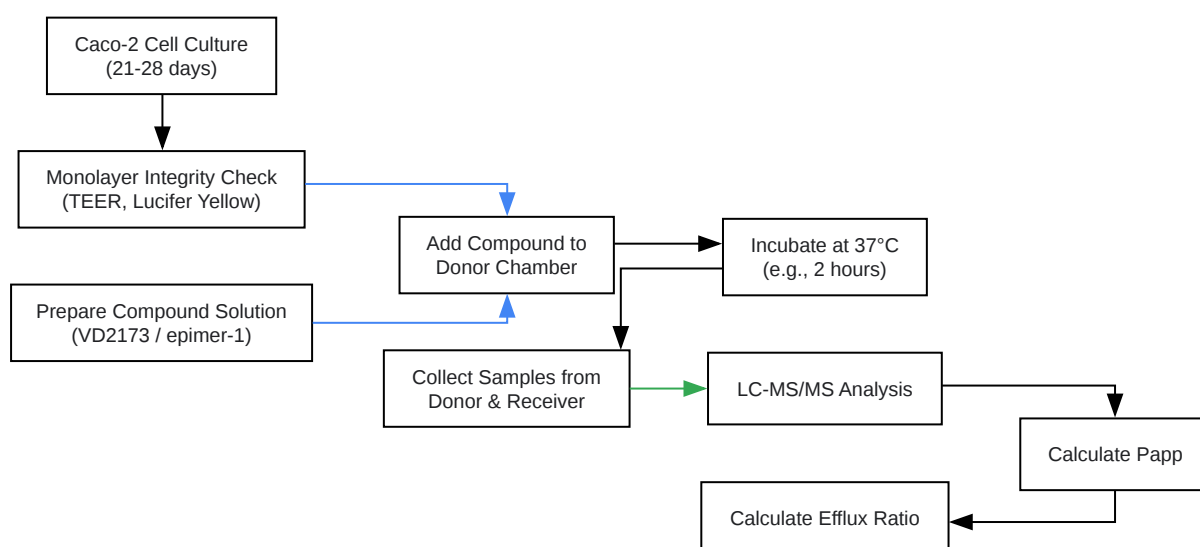 Caco-2 Cell Culture
(21-28 days)
Monolayer Integrity Check
(TEER, Lucifer Yellow)
Prepare Compound Solution
(VD2173 / epimer-1)
Add Compound to
Donor Chamber
Incubate at 37°C
(e.g., 2 hours)
Collect Samples from
Donor & Receiver
LC-MS/MS Analysis
Calculate Papp
Calculate Efflux Ratio